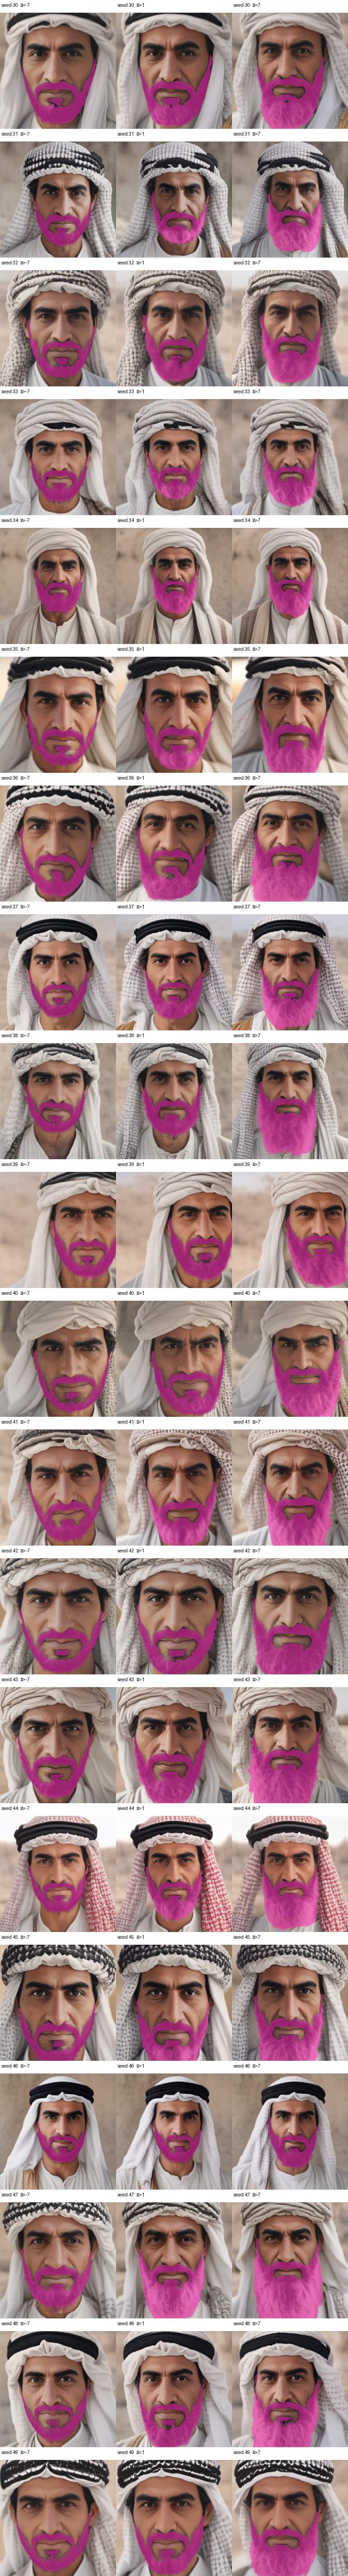 seed 30 α=-7 seed 30 α=1 seed 30 α=7
seed 31 α=-7 seed 31 α=1 seed 31 α=7
seed 32 α=-7 seed 32 α=1 seed 32 α=7
seed 33 α=-7 seed 33 α=1 seed 33 α=7
seed 34 α=-7 seed 34 α=1 seed 34 α=7
seed 35 α=-7 seed 35 α=1 seed 35 α=7
seed 36 α=-7 seed 36 α=1 seed 36 α=7
seed 37 α=-7 seed 37 α=1 seed 37 α=7
seed 38 α=-7 seed 38 α=1 seed 38 α=7
seed 39 α=-7 seed 39 α=1 seed 39 α=7
seed 40 α=-7 seed 40 α=1 seed 40 α=7
seed 41 α=-7 seed 41 α=1 seed 41 α=7
seed 42 α=-7 seed 42 α=1 seed 42 α=7
seed 43 α=-7 seed 43 α=1 seed 43 α=7
seed 44 α=-7 seed 44 α=1 seed 44 α=7
seed 45 α=-7 seed 45 α=1 seed 45 α=7
seed 46 α=-7 seed 46 α=1 seed 46 α=7
seed 47 α=-7 seed 47 α=1 seed 47 α=7
seed 48 α=-7 seed 48 α=1 seed 48 α=7
seed 49 α=-7 seed 49 α=1 seed 49 α=7